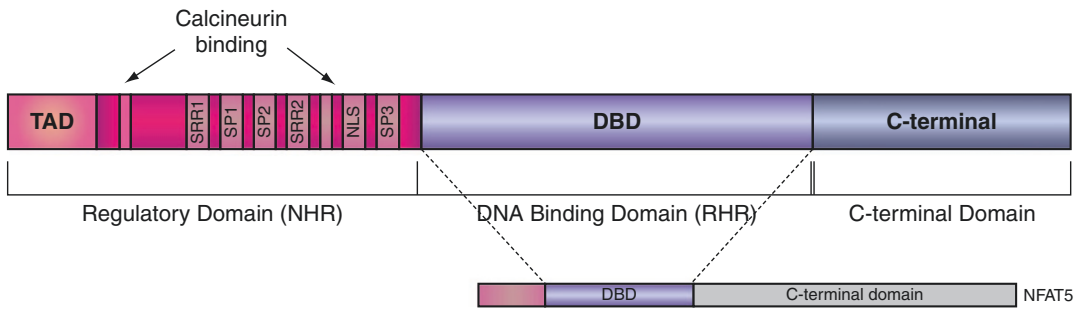 Calcineurin
binding
TAD
SRR1
SP1
SP2
SRR2
NLS
SP3
DBD
C-terminal
Regulatory Domain (NHR)
DNA Binding Domain (RHR)
C-terminal Domain
DBD
C-terminal domain
NFAT5